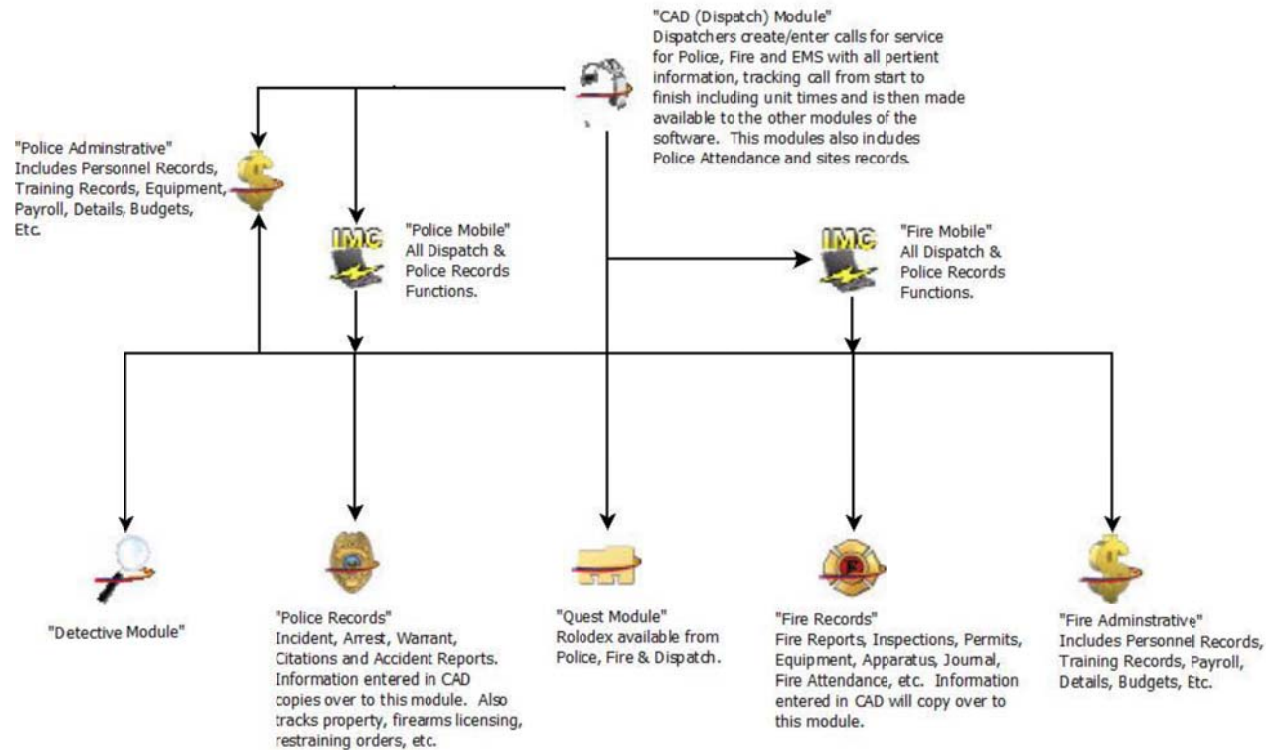 "CAD (Dispatch) Module"
Dispatchers create/enter calls for service
for Police, Fire and EMS with all pertient
information, tracking call from start to
finish including unit times and is then made
available to the other modules of the
software. This modules also includes
Police Attendance and sites records.
"Police Adminstrative"
Includes Personnel Records,
Training Records, Equipment,
Payroll, Details, Budgets,
Etc.
IMC
"Police Mobile"
All Dispatch &
Police Records
Functions.
IMC
"Fire Mobile"
All Dispatch &
Police Records
Functions.
"Detective Module"
"Police Records"
Incident, Arrest, Warrant,
Citations and Accident Reports.
Information entered in CAD
copies over to this module. Also
tracks property, firearms licensing,
restraining orders, etc.
"Quest Module"
Rolodex available from
Police, Fire & Dispatch.
F
"Fire Records"
Fire Reports, Inspections, Permits,
Equipment, Apparatus, Journal,
Fire Attendance, etc. Information
entered in CAD will copy over to
this module.
"Fire Adminstrative"
Includes Personnel Records,
Training Records, Payroll,
Details, Budgets, Etc.